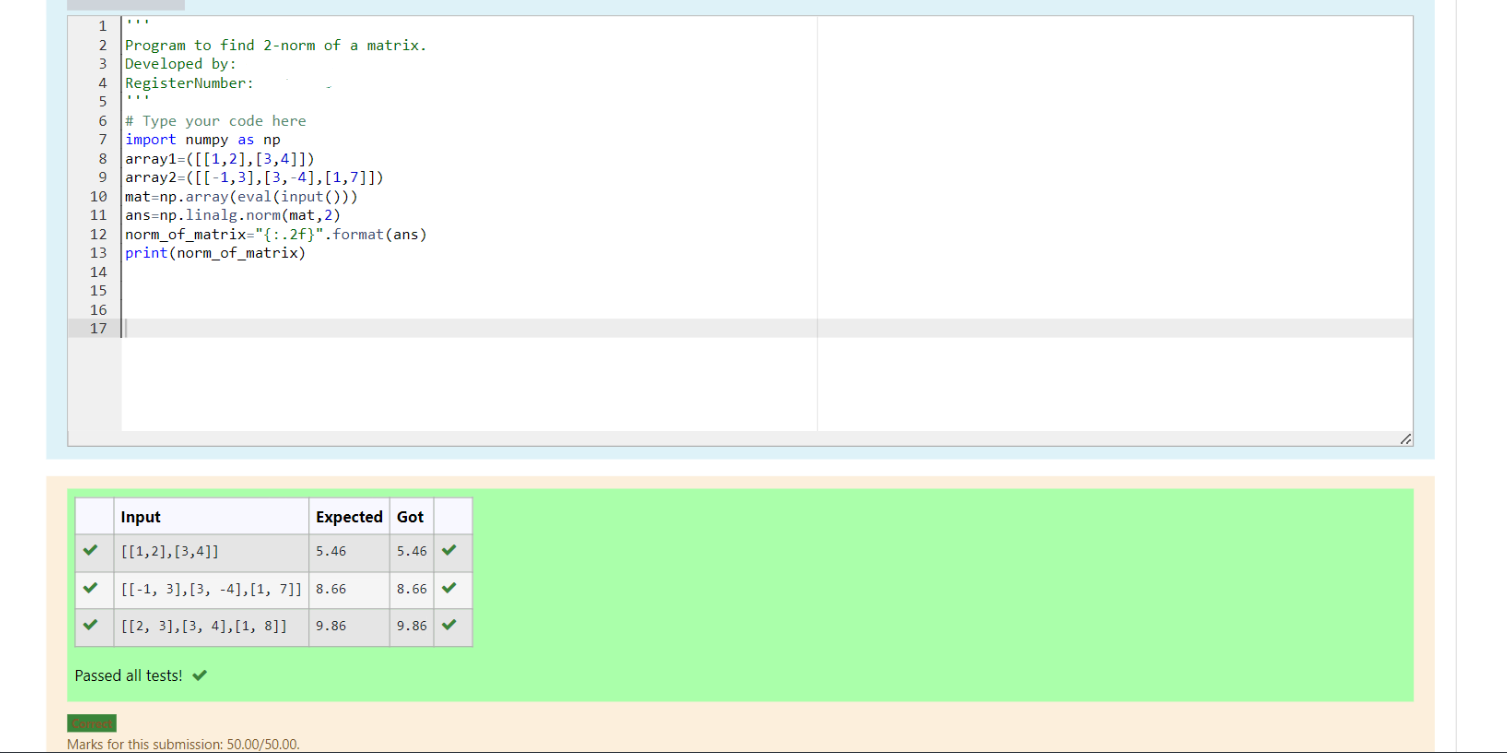 1 '''
2 Program to find 2-norm of a matrix.
3 Developed by:
4 RegisterNumber:
5 '''
6 # Type your code here
7 import numpy as np
8 array1=([[1,2],[3,4]])
9 array2=([[-1,3],[3,-4],[1,7]])
10 mat=np.array(eval(input()))
11 ans=np.linalg.norm(mat,2)
12 norm_of_matrix="{:.2f}".format(ans)
13 print(norm_of_matrix)
14
15
16
17
Input Expected Got
[[1,2],[3,4]] 5.46 5.46
[[-1, 3],[3, -4],[1, 7]] 8.66 8.66
[[2, 3],[3, 4],[1, 8]] 9.86 9.86
Passed all tests!
Correct
Marks for this submission: 50.00/50.00.